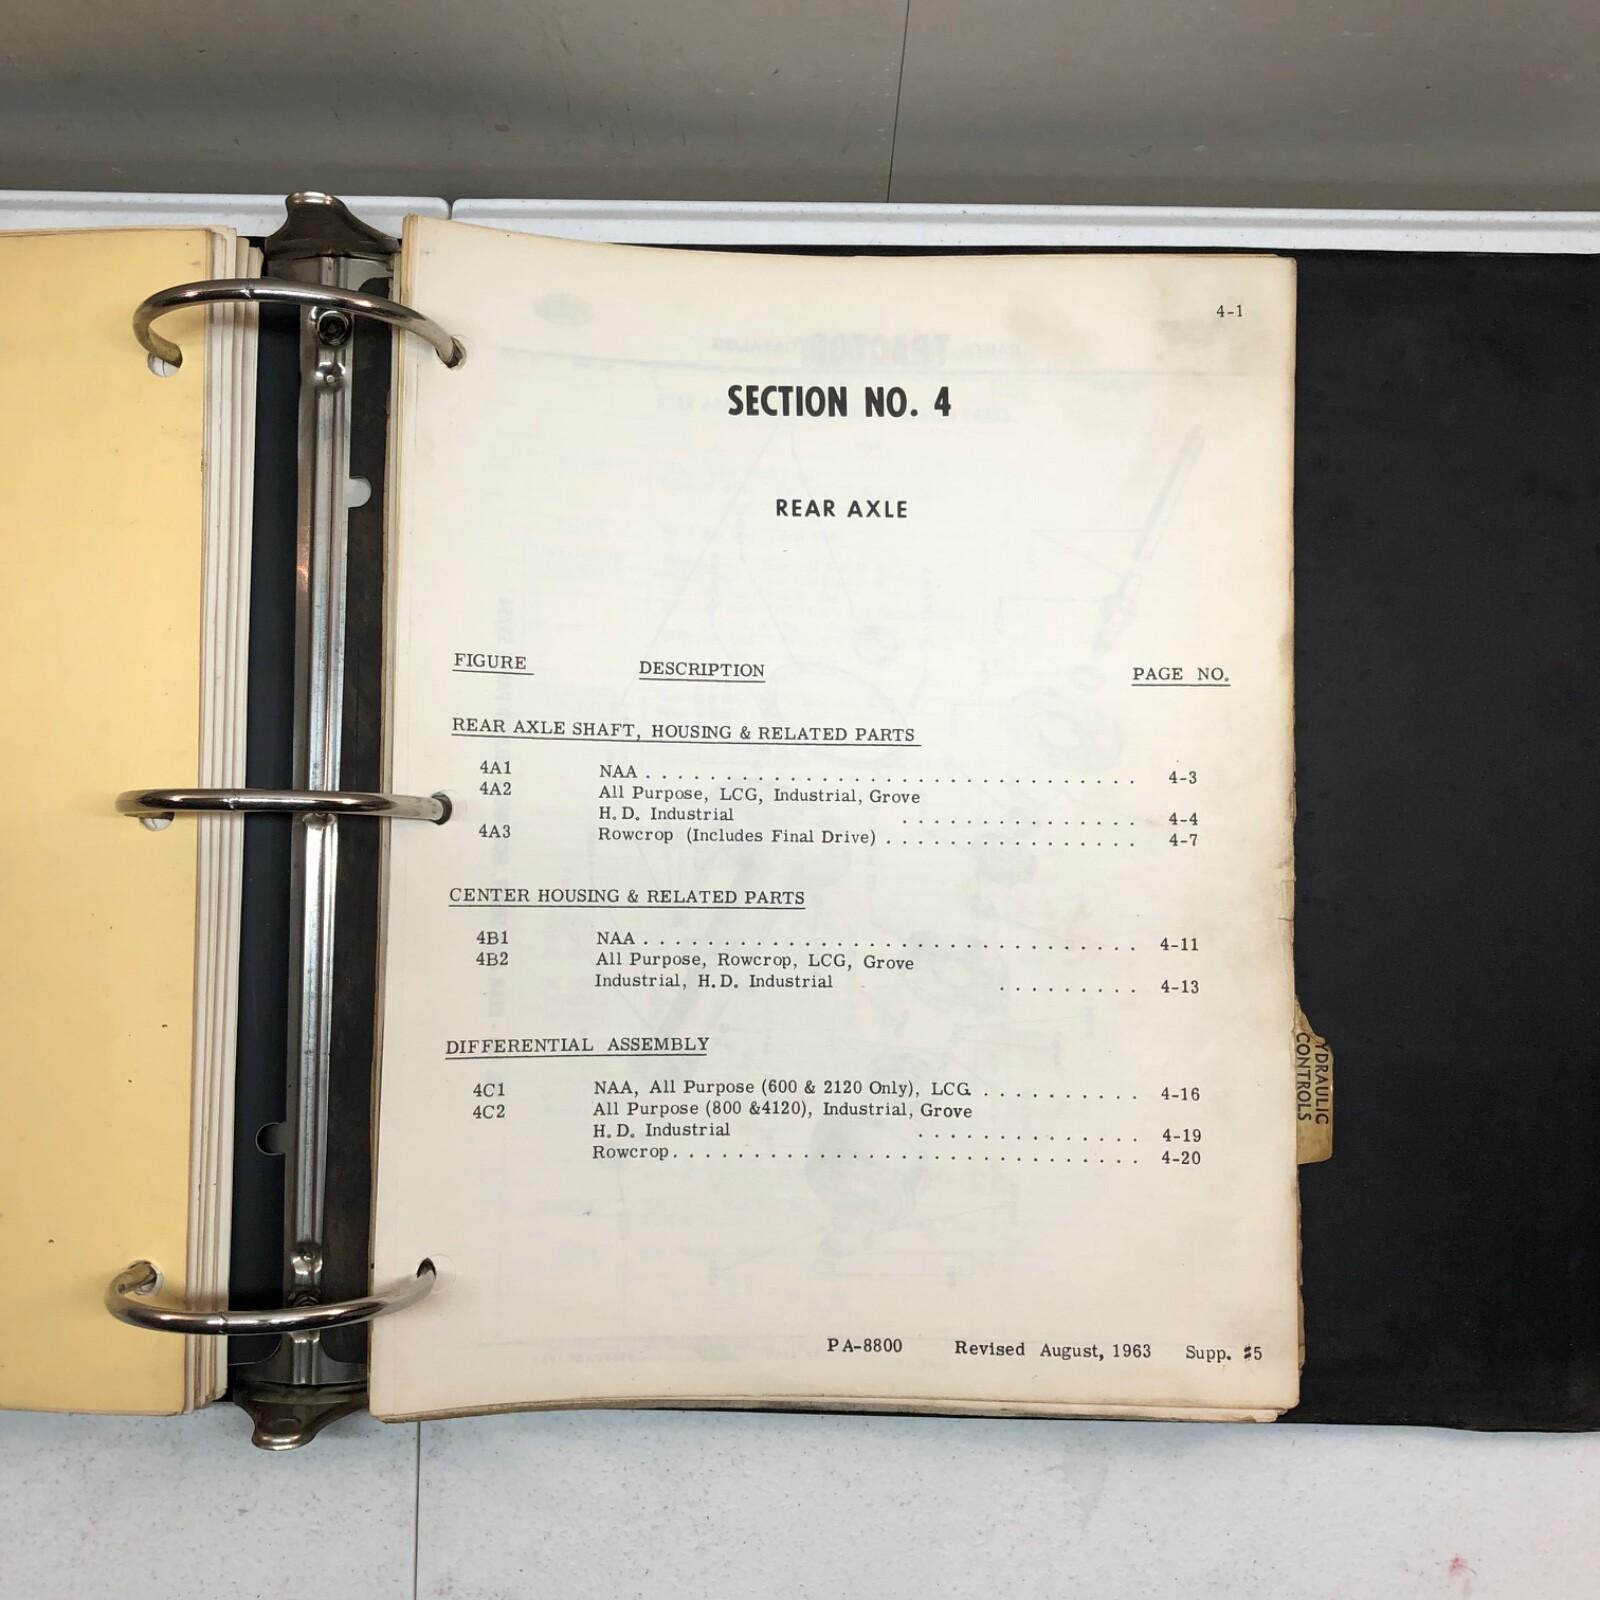 4-1
SECTION NO. 4
REAR AXLE
FIGURE DESCRIPTION PAGE NO.
REAR AXLE SHAFT, HOUSING & RELATED PARTS
4A1 NAA . . . . . . . . . . . . . . . . . . . . . . . . . . . . . . . 4-3
4A2 All Purpose, LCG, Industrial, Grove
H. D. Industrial . . . . . . . . . . . . . . . 4-4
4A3 Rowcrop (Includes Final Drive) . . . . . . . . . . . . . . . . 4-7
CENTER HOUSING & RELATED PARTS
4B1 NAA . . . . . . . . . . . . . . . . . . . . . . . . . . . . . . . 4-11
4B2 All Purpose, Rowcrop, LCG, Grove
Industrial, H. D. Industrial . . . . . . . . . 4-13
DIFFERENTIAL ASSEMBLY
4C1 NAA, All Purpose (600 & 2120 Only), LCG . . . . . . . . . . 4-16
4C2 All Purpose (800 &4120), Industrial, Grove
H. D. Industrial . . . . . . . . . . . . . . 4-19
Rowcrop. . . . . . . . . . . . . . . . . . . . . . . . . . . . . . 4-20
PA-8800 Revised August, 1963 Supp. #5
YDRAULIC
CONTROLS